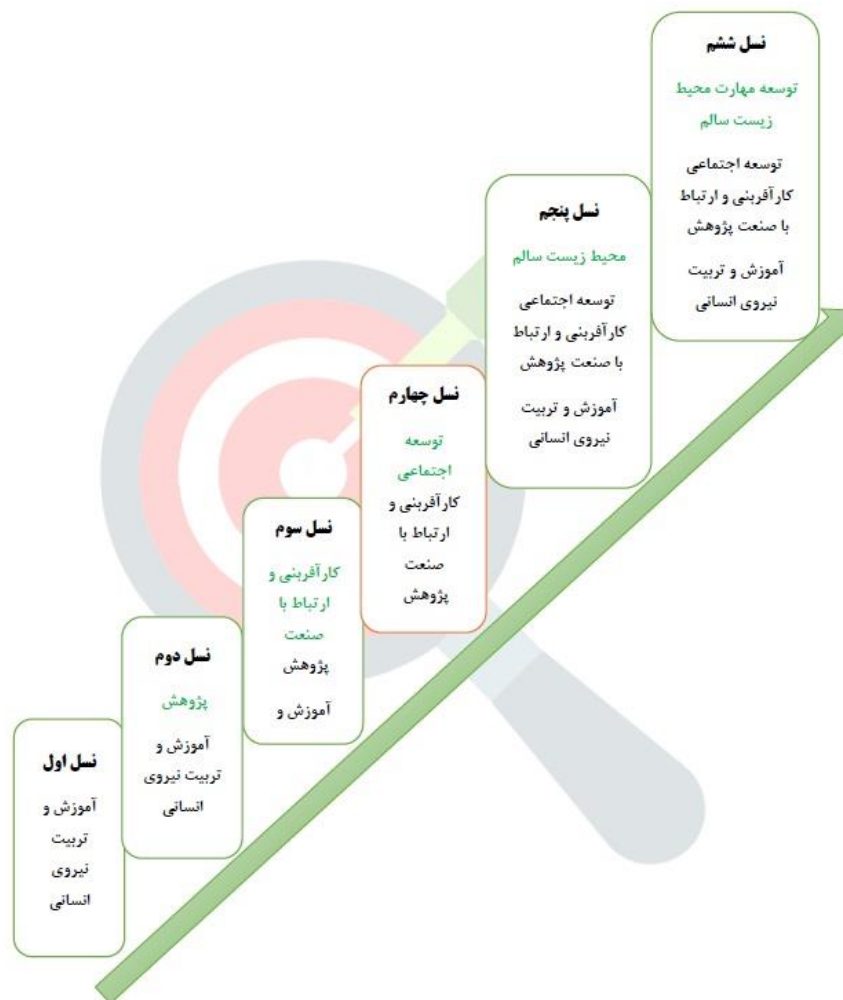 نسل اول
آموزش و
تربیت
نیروی
انسانی
نسل دوم
پژوهش
آموزش و
تربیت نیروی
انسانی
نسل سوم
کارآفرینی و
ارتباط با
صنعت
پژوهش
آموزش و
نسل چهارم
توسعه
اجتماعی
کارآفرینی و
ارتباط با
صنعت
پژوهش
نسل پنجم
محیط زیست سالم
توسعه اجتماعی
کارآفرینی و ارتباط
با صنعت پژوهش
آموزش و تربیت
نیروی انسانی
نسل ششم
توسعه مهارت محیط
زیست سالم
توسعه اجتماعی
کارآفرینی و ارتباط
با صنعت پژوهش
آموزش و تربیت
نیروی انسانی